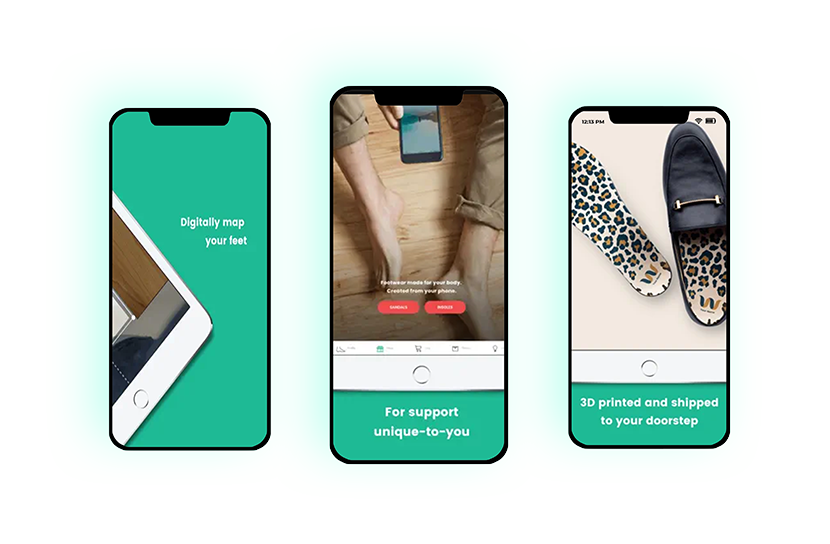 Digitally map
your feet
Footwear made for your body.
Created from your phone.
SANDALS
INSOLES
For support
unique-to-you
12:13 PM
W
3D printed and shipped
to your doorstep